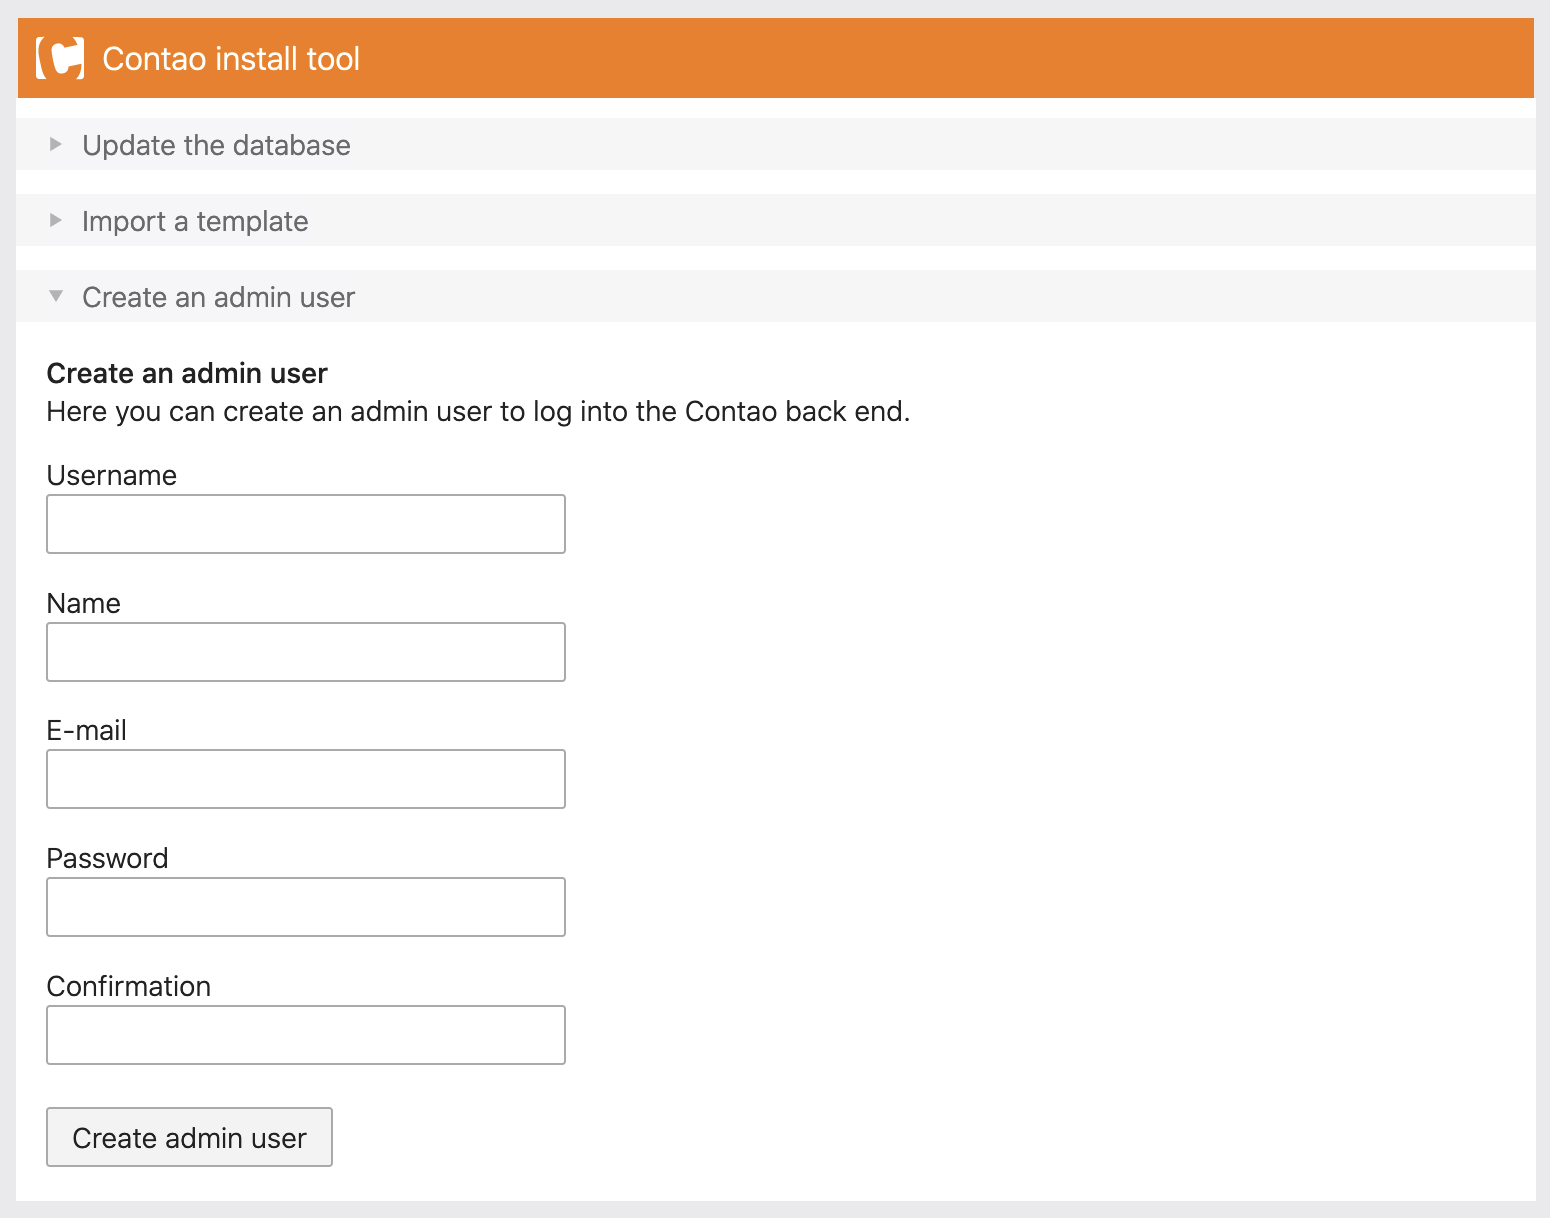 Contao install tool
Update the database
Import a template
Create an admin user
Create an admin user
Here you can create an admin user to log into the Contao back end.
Username
Name
E-mail
Password
Confirmation
Create admin user